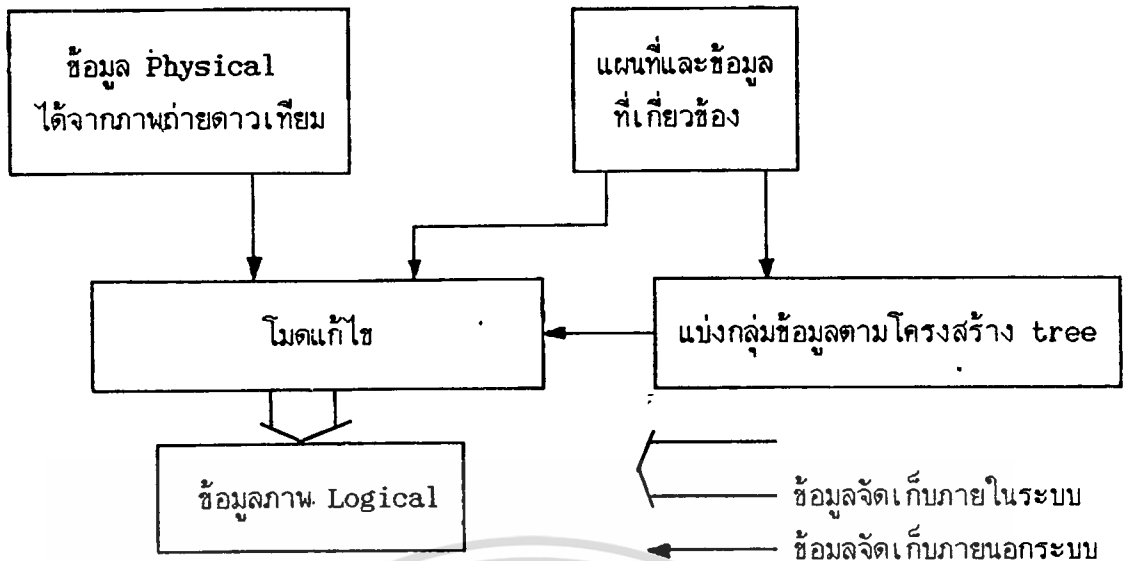 ข้อมูล Physical
ได้จากภาพถ่ายดาวเทียม
แผนที่และข้อมูล
ที่เกี่ยวข้อง
โมดแก้ไข
แบ่งกลุ่มข้อมูลตามโครงสร้าง tree
ข้อมูลภาพ Logical
ข้อมูลจัดเก็บภายในระบบ
ข้อมูลจัดเก็บภายนอกระบบ